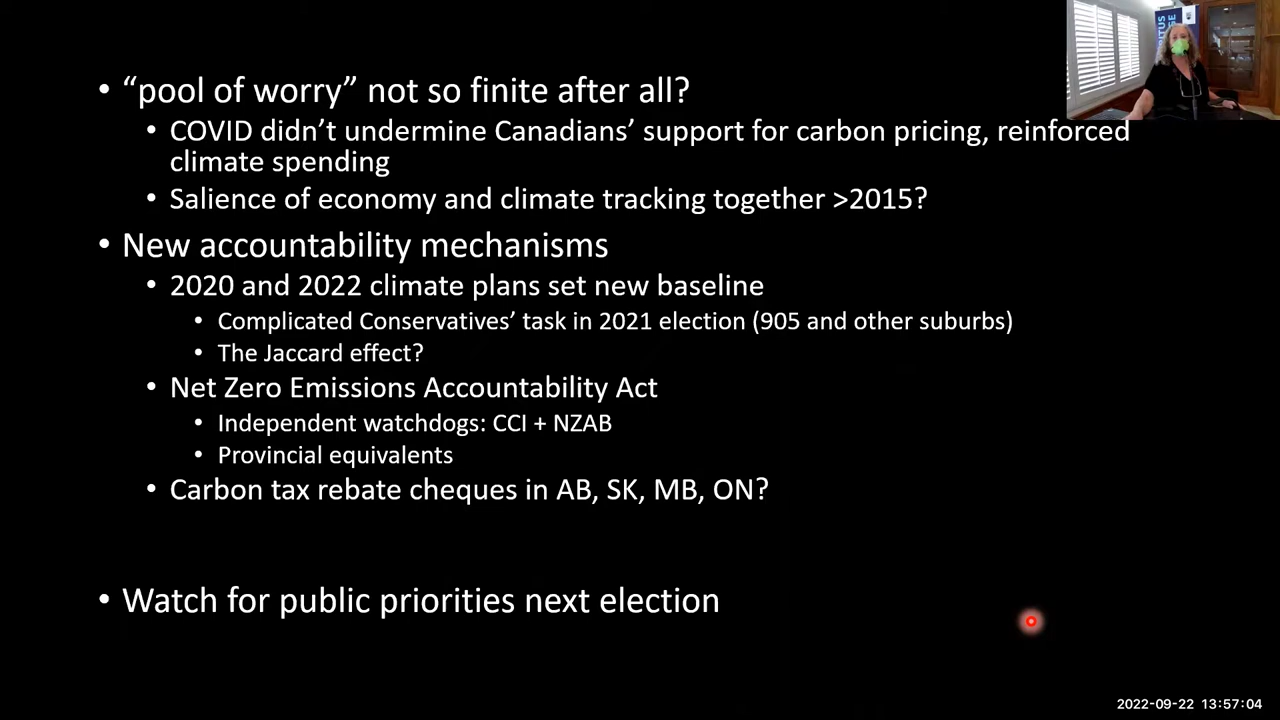 • “pool of worry” not so finite after all?
• COVID didn’t undermine Canadians’ support for carbon pricing, reinforced
climate spending
• Salience of economy and climate tracking together >2015?
• New accountability mechanisms
• 2020 and 2022 climate plans set new baseline
• Complicated Conservatives’ task in 2021 election (905 and other suburbs)
• The Jaccard effect?
• Net Zero Emissions Accountability Act
• Independent watchdogs: CCI + NZAB
• Provincial equivalents
• Carbon tax rebate cheques in AB, SK, MB, ON?
• Watch for public priorities next election
2022-09-22 13:57:04